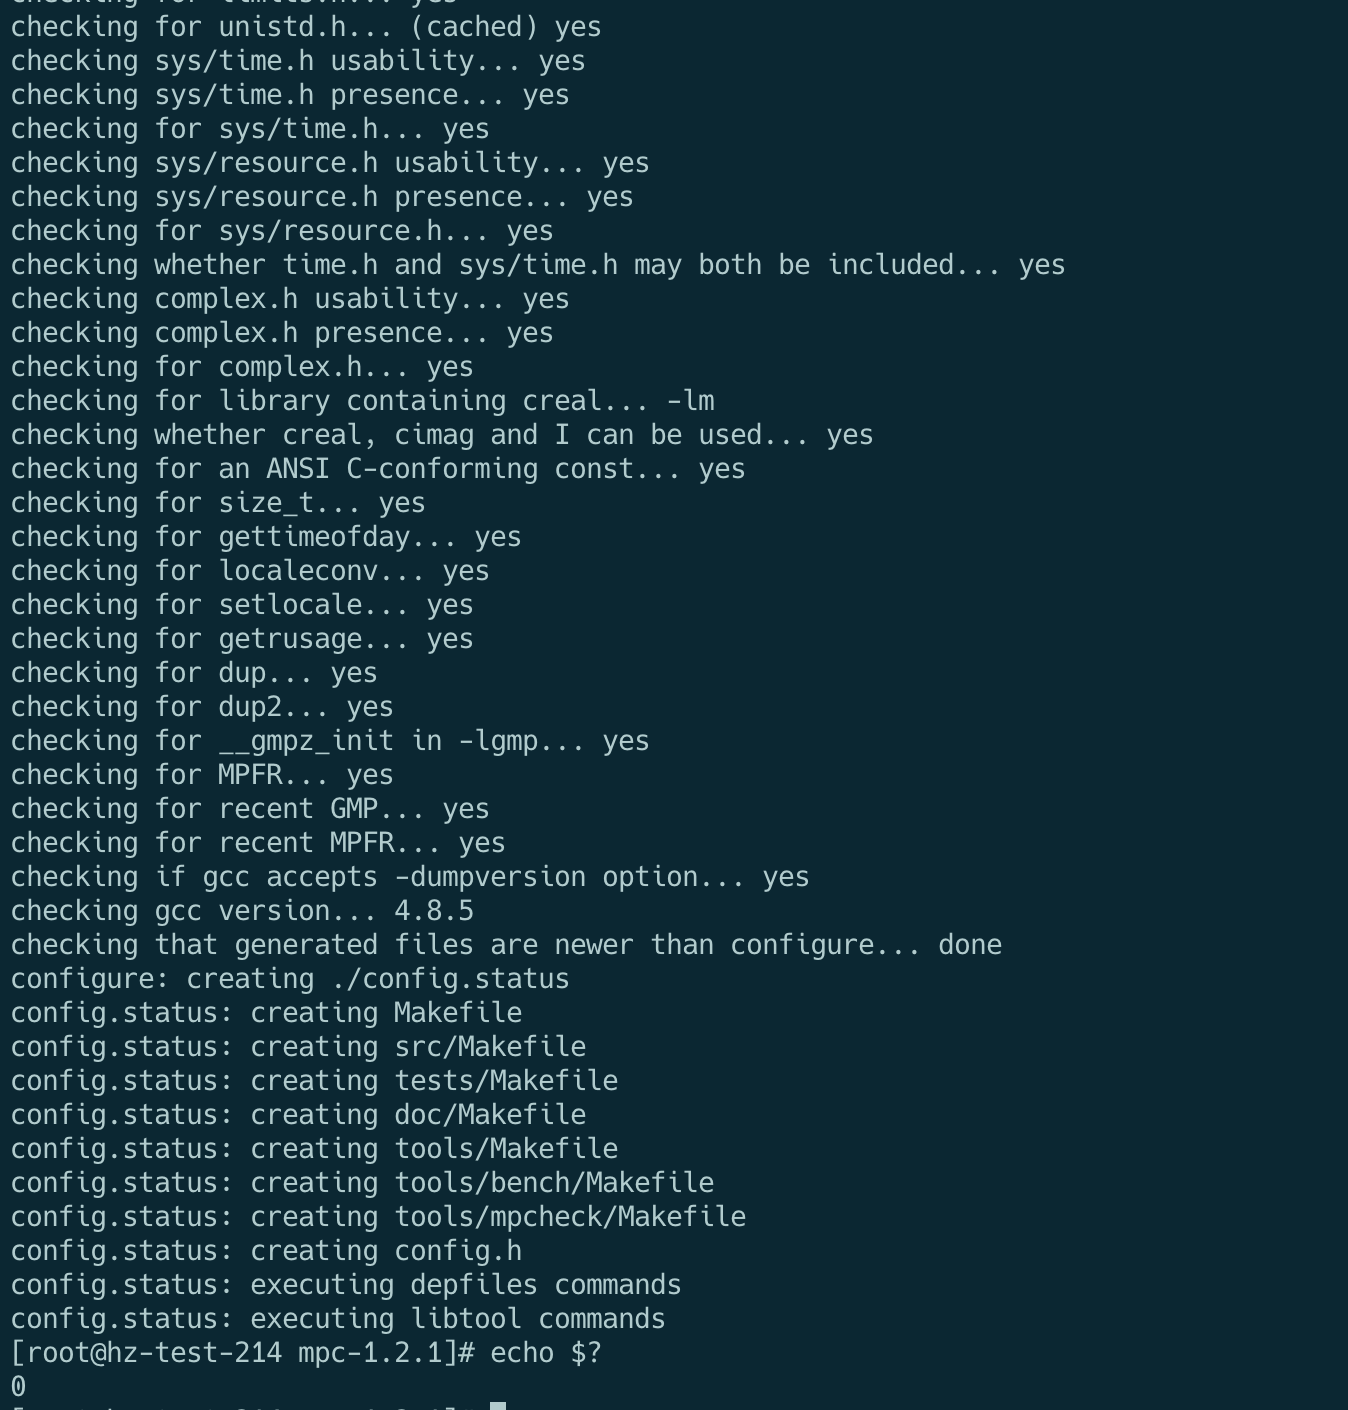 checking for limits.h... yes
checking for unistd.h... (cached) yes
checking sys/time.h usability... yes
checking sys/time.h presence... yes
checking for sys/time.h... yes
checking sys/resource.h usability... yes
checking sys/resource.h presence... yes
checking for sys/resource.h... yes
checking whether time.h and sys/time.h may both be included... yes
checking complex.h usability... yes
checking complex.h presence... yes
checking for complex.h... yes
checking for library containing creal... -lm
checking whether creal, cimag and I can be used... yes
checking for an ANSI C-conforming const... yes
checking for size_t... yes
checking for gettimeofday... yes
checking for localeconv... yes
checking for setlocale... yes
checking for getrusage... yes
checking for dup... yes
checking for dup2... yes
checking for __gmpz_init in -lgmp... yes
checking for MPFR... yes
checking for recent GMP... yes
checking for recent MPFR... yes
checking if gcc accepts -dumpversion option... yes
checking gcc version... 4.8.5
checking that generated files are newer than configure... done
configure: creating ./config.status
config.status: creating Makefile
config.status: creating src/Makefile
config.status: creating tests/Makefile
config.status: creating doc/Makefile
config.status: creating tools/Makefile
config.status: creating tools/bench/Makefile
config.status: creating tools/mpcheck/Makefile
config.status: creating config.h
config.status: executing depfiles commands
config.status: executing libtool commands
[root@hz-test-214 mpc-1.2.1]# echo $?
0